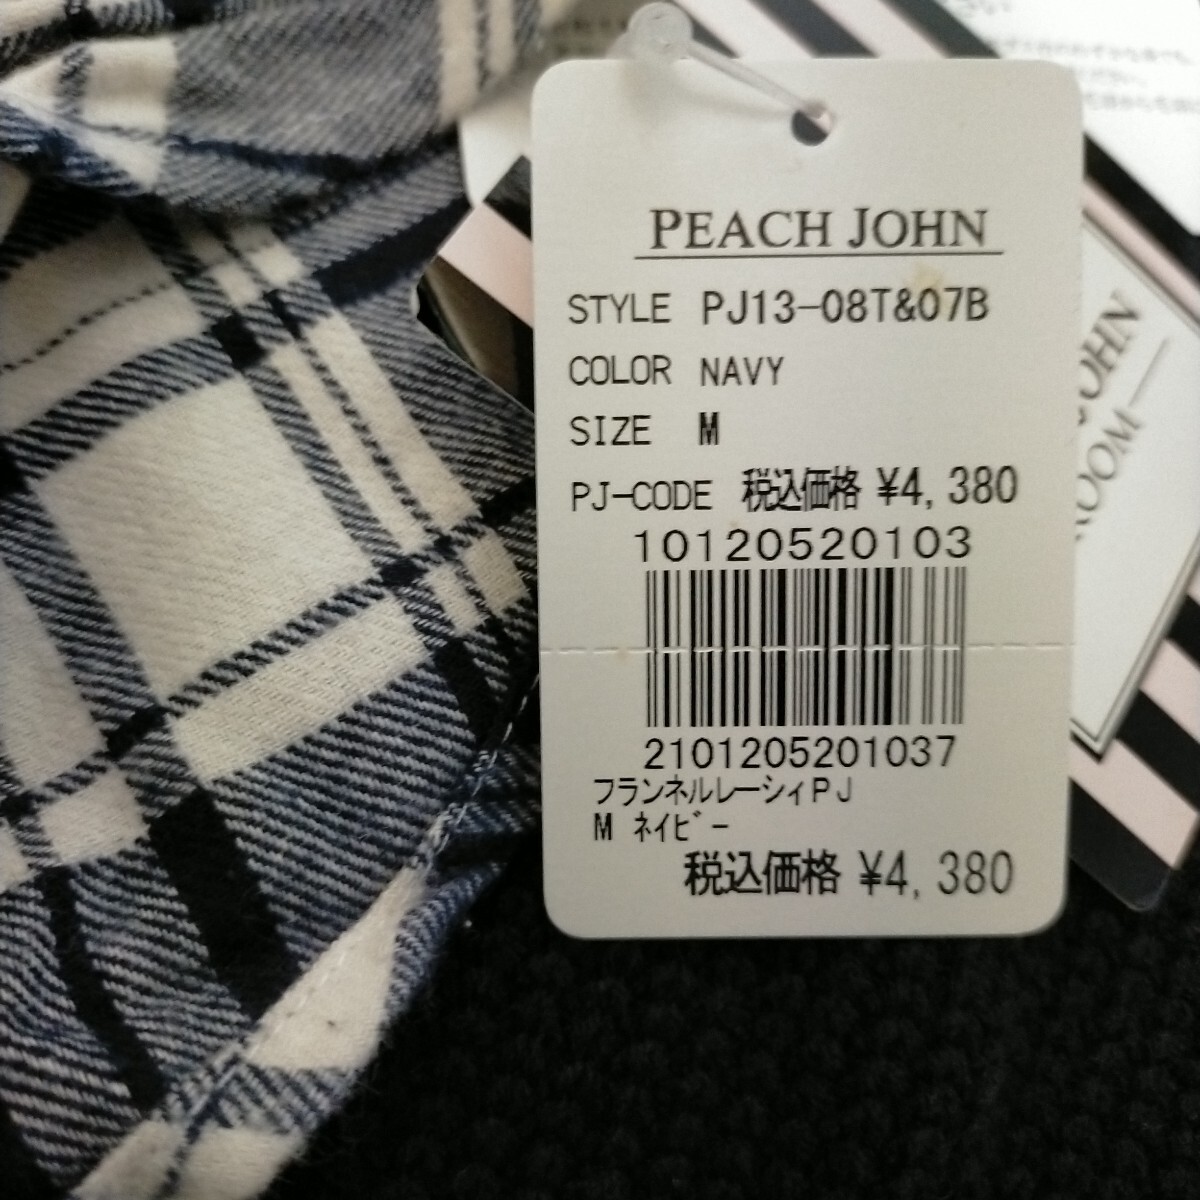 PEACH JOHN
STYLE PJ13-08T&07B
COLOR NAVY
SIZE M
PJ-CODE 税込価格 ¥4,380
10120520103
2101205201037
フランネルレーシィPJ
M ネイビー
税込価格 ¥4,380
JOHN
ROOM